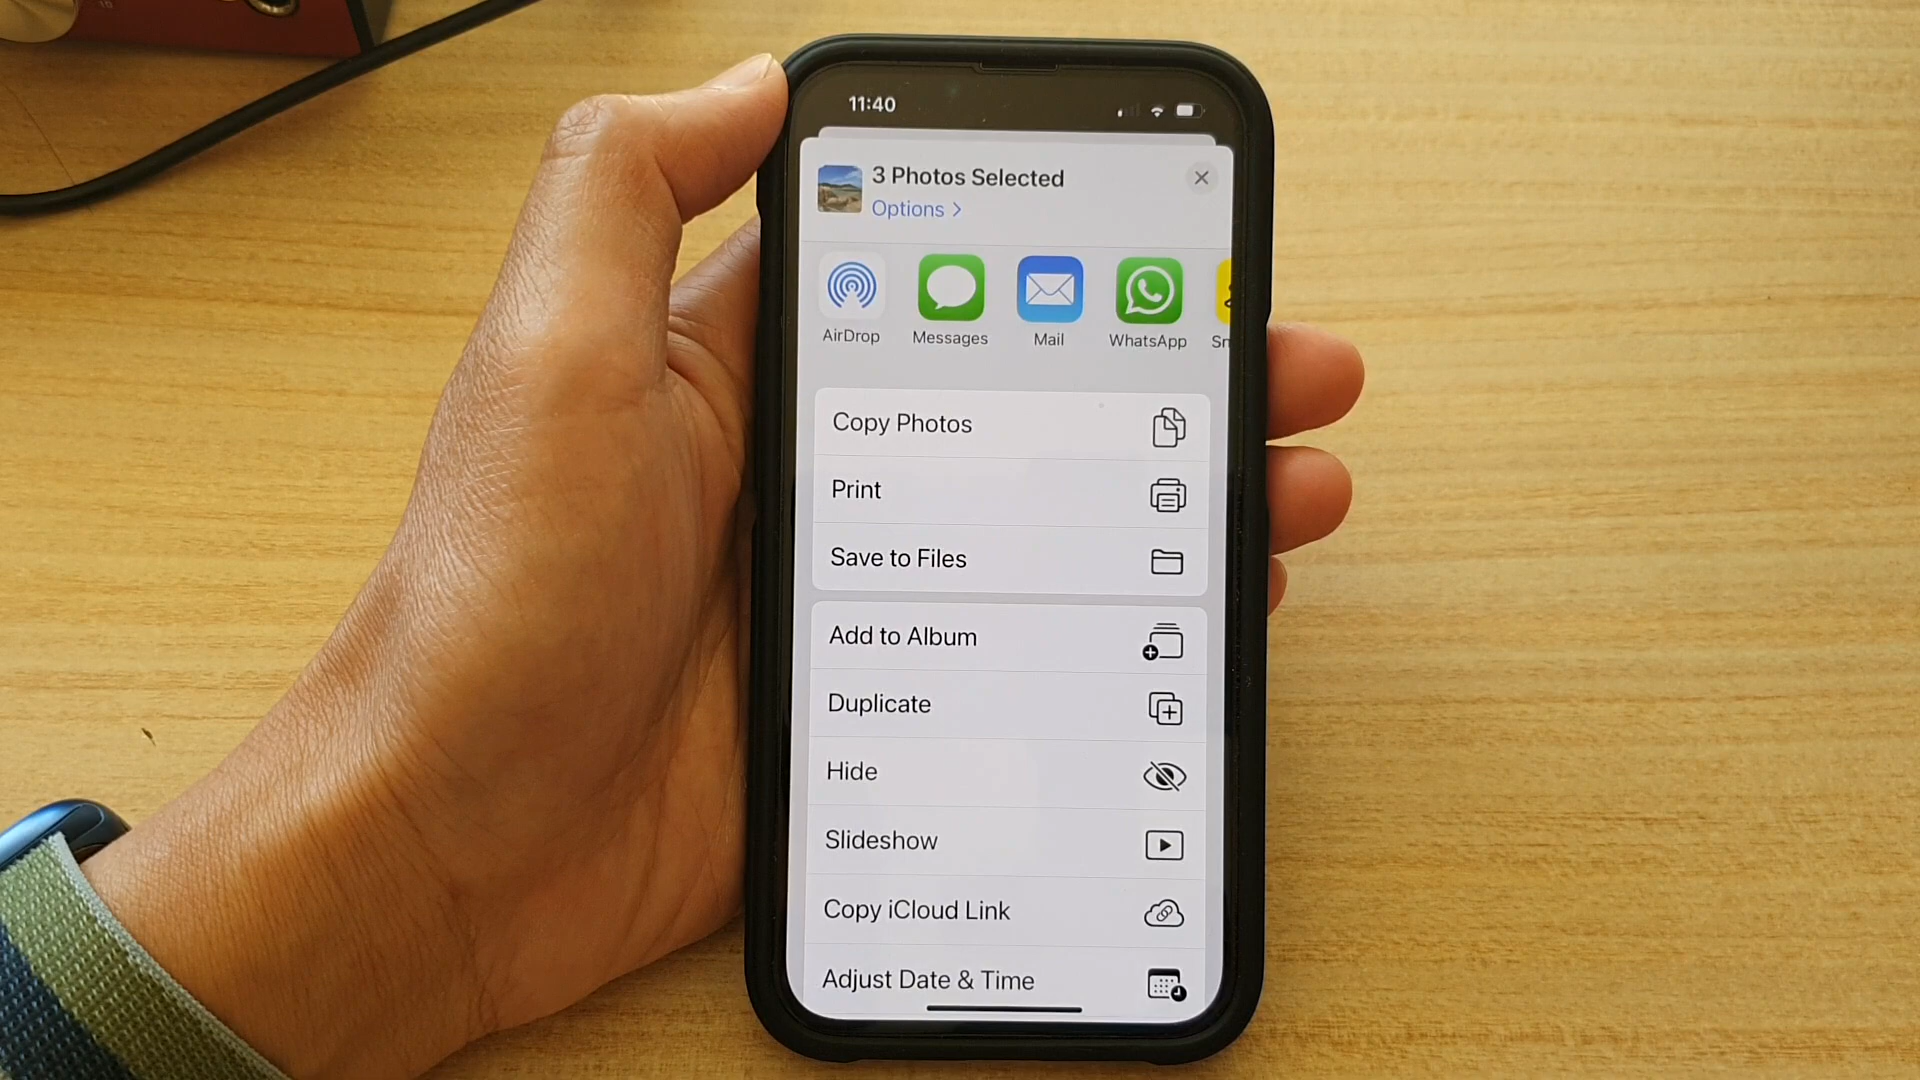 11:40
3 Photos Selected
Options >
AirDrop
Messages
Mail
WhatsApp
Sn
Copy Photos
Print
Save to Files
Add to Album
Duplicate
Hide
Slideshow
Copy iCloud Link
Adjust Date & Time